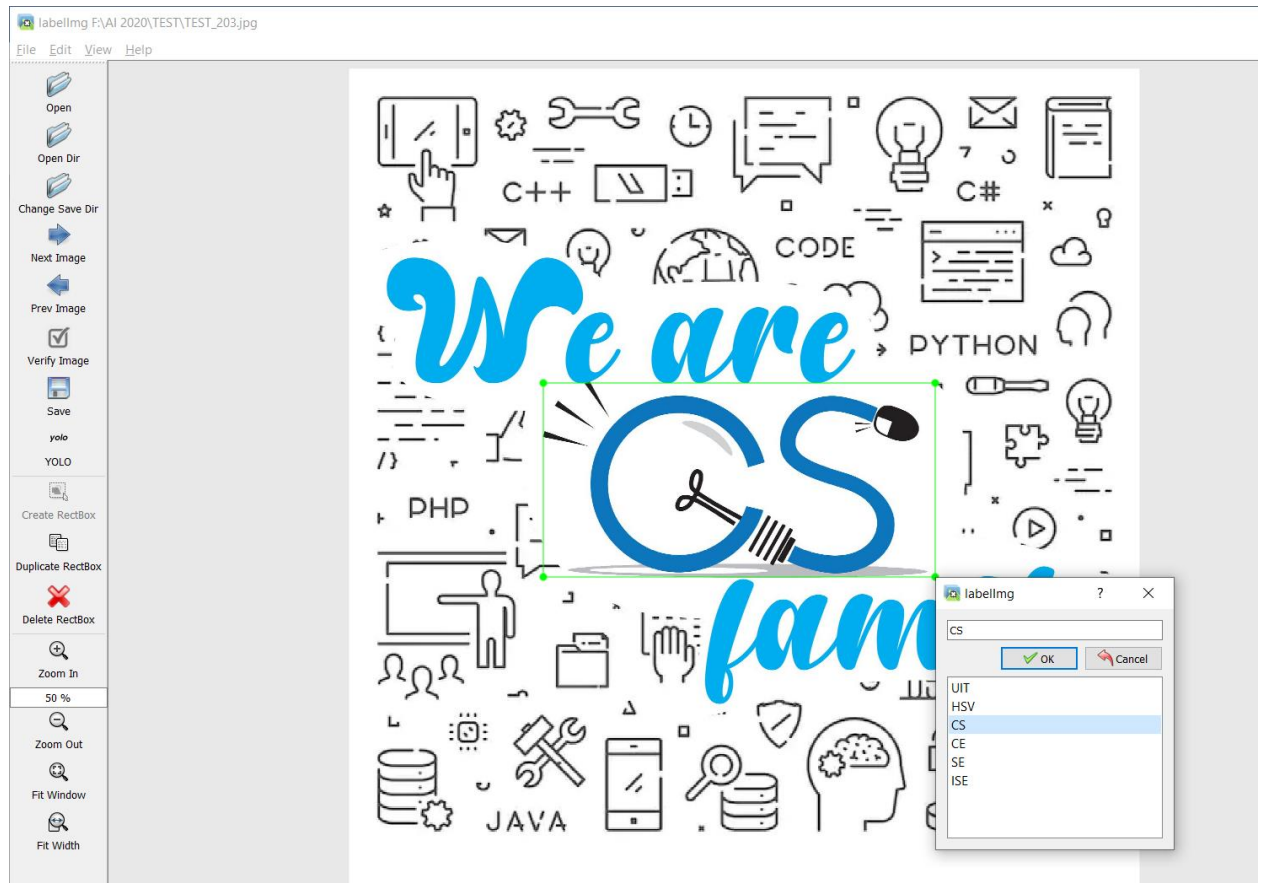 labelImg F:\AI 2020\TEST\TEST_203.jpg
File Edit View Help
Open
Open Dir
Change Save Dir
Next Image
Prev Image
Verify Image
Save
yolo
YOLO
Create RectBox
Duplicate RectBox
Delete RectBox
Zoom In
50 %
Zoom Out
Fit Window
Fit Width
C++
C#
CODE
We are
PYTHON
CS
PHP
JAVA
labelImg ? ×
CS
OK Cancel
UIT
HSV
CS
CE
SE
ISE